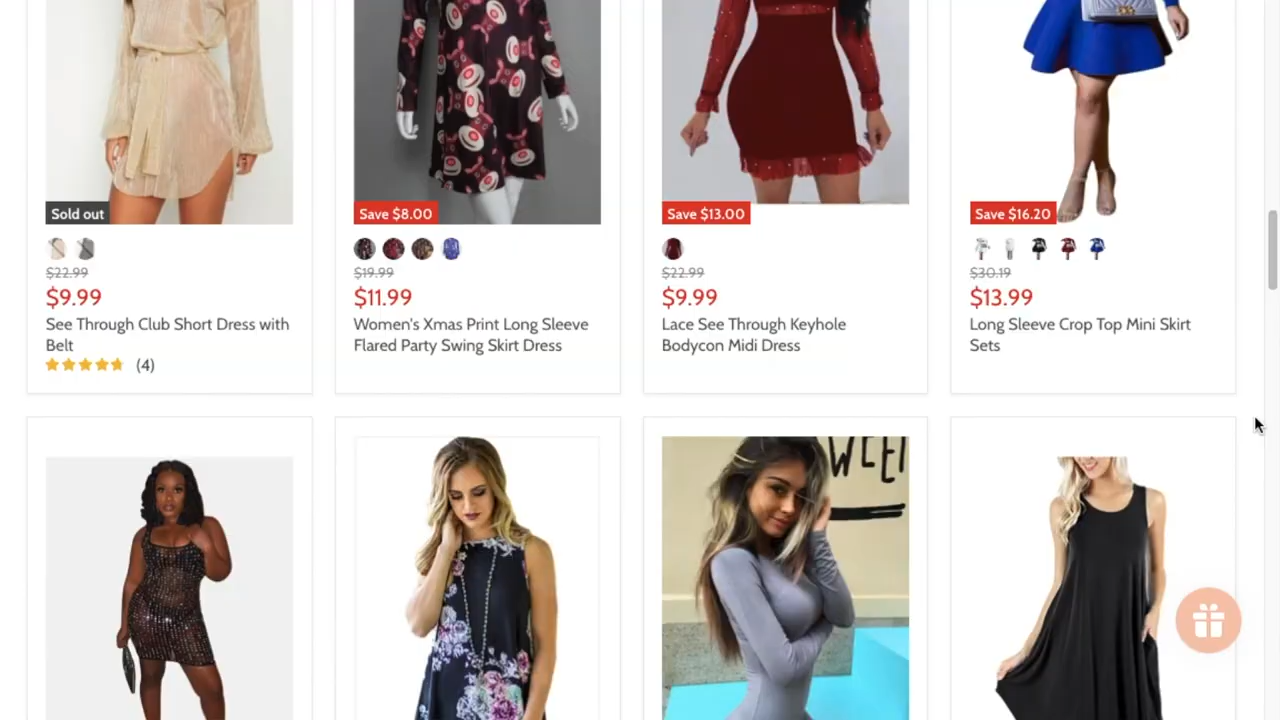 Sold out
Save $8.00
Save $13.00
Save $16.20
$22.99
$19.99
$22.99
$30.19
$9.99
$11.99
$9.99
$13.99
See Through Club Short Dress with
Belt
(4)
Women's Xmas Print Long Sleeve
Flared Party Swing Skirt Dress
Lace See Through Keyhole
Bodycon Midi Dress
Long Sleeve Crop Top Mini Skirt
Sets